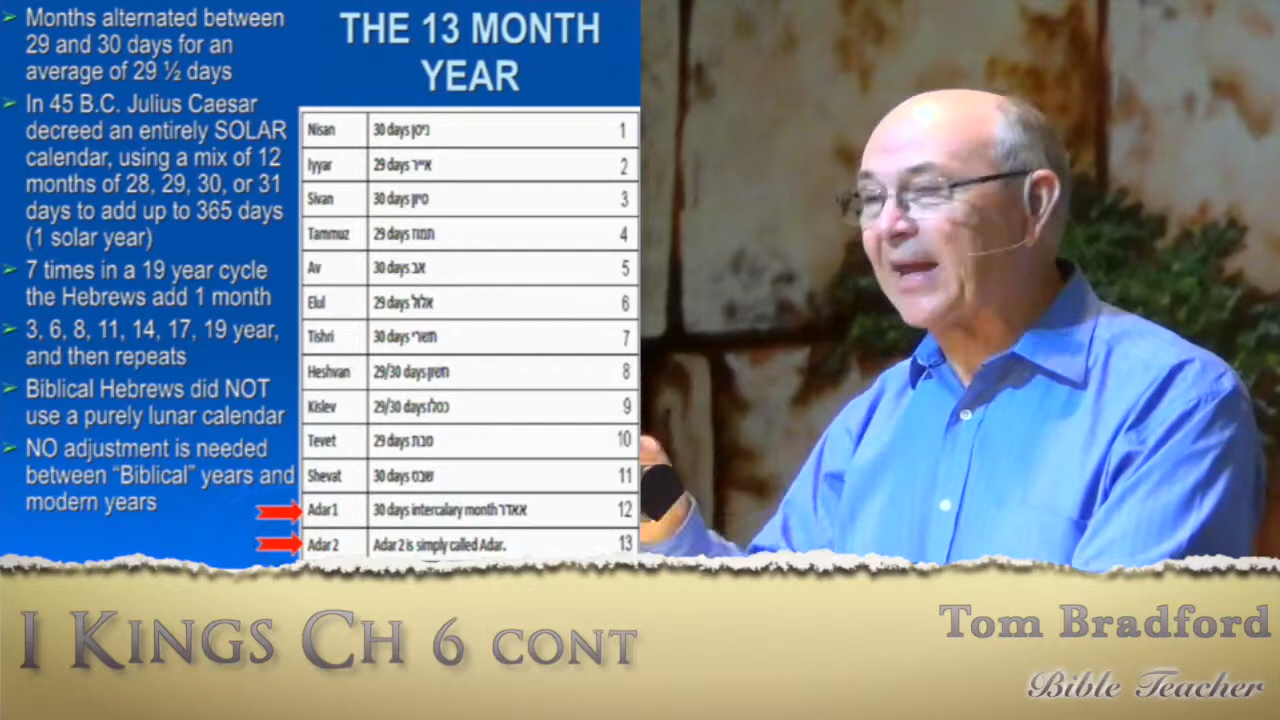 ➢ Months alternated between
29 and 30 days for an
average of 29 ½ days
➢ In 45 B.C. Julius Caesar
decreed an entirely SOLAR
calendar, using a mix of 12
months of 28, 29, 30, or 31
days to add up to 365 days
(1 solar year)
➢ 7 times in a 19 year cycle
the Hebrews add 1 month
➢ 3, 6, 8, 11, 14, 17, 19 year,
and then repeats
➢ Biblical Hebrews did NOT
use a purely lunar calendar
➢ NO adjustment is needed
between “Biblical” years and
modern years
THE 13 MONTH
YEAR
Nisan 30 days ניסן 1
Iyyar 29 days אייר 2
Sivan 30 days סיון 3
Tammuz 29 days תמוז 4
Av 30 days אב 5
Elul 29 days אלול 6
Tishri 30 days תשרי 7
Heshvan 29/30 days חשון 8
Kislev 29/30 days כסלו 9
Tevet 29 days טבת 10
Shevat 30 days שבט 11
Adar 1 30 days intercalary month 12
Adar 2 Adar 2 is simply called Adar. 13
I KINGS CH 6 CONT
Tom Bradford
Bible Teacher